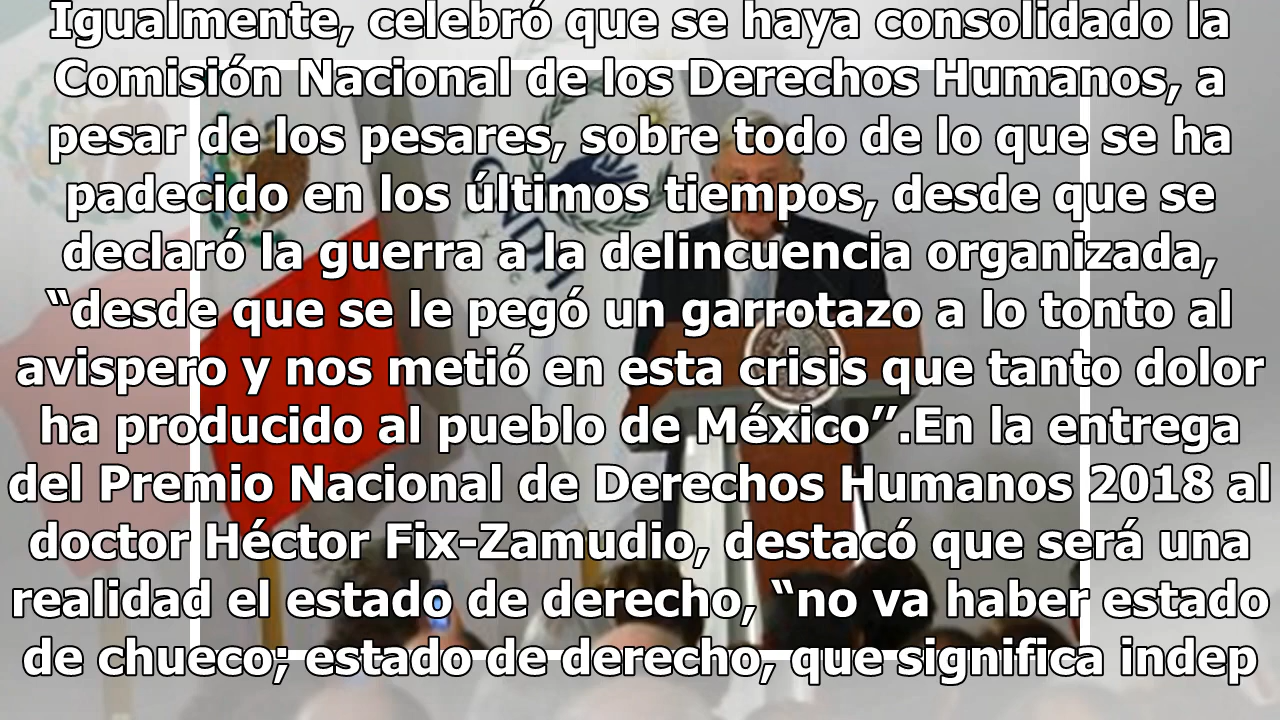 Igualmente, celebró que se haya consolidado la
Comisión Nacional de los Derechos Humanos, a
pesar de los pesares, sobre todo de lo que se ha
padecido en los últimos tiempos, desde que se
declaró la guerra a la delincuencia organizada,
“desde que se le pegó un garrotazo a lo tonto al
avispero y nos metió en esta crisis que tanto dolor
ha producido al pueblo de México’’.En la entrega
del Premio Nacional de Derechos Humanos 2018 al
doctor Héctor Fix-Zamudio, destacó que será una
realidad el estado de derecho, “no va haber estado
de chueco; estado de derecho, que significa indep